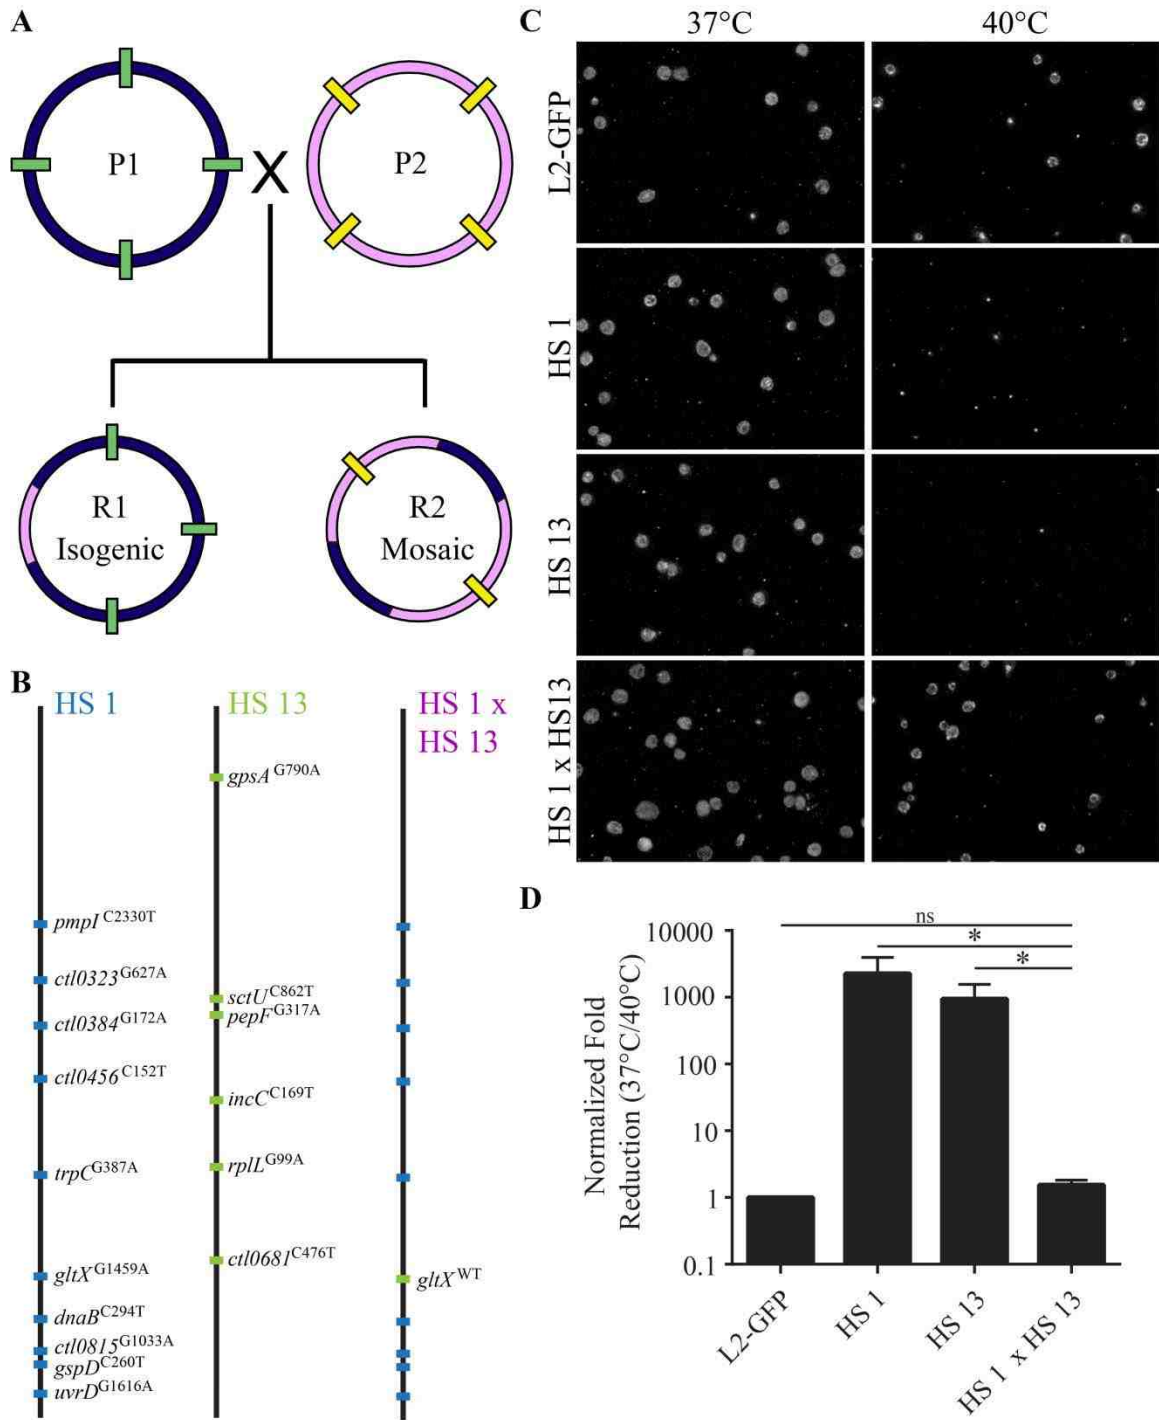 A
P1
X
P2
R1
Isogenic
R2
Mosaic
B
HS 1
HS 13
HS 1 x
HS 13
gpsA G790A
pmpI C2330T
ctl0323 G627A
ctl0384 G172A
ctl0456 C152T
trpC G387A
gltX G1459A
dnaB C294T
ctl0815 G1033A
gspD C260T
uvrD G1616A
sctU C862T
pepF G317A
incC C169T
rplL G99A
ctl0681 C476T
gltX WT
C
37°C
40°C
L2-GFP
HS 1
HS 13
HS 1 x HS13
D
Normalized Fold
Reduction (37°C/40°C)
10000
1000
100
10
1
0.1
ns
*
*
L2-GFP
HS 1
HS 13
HS 1 x HS 13